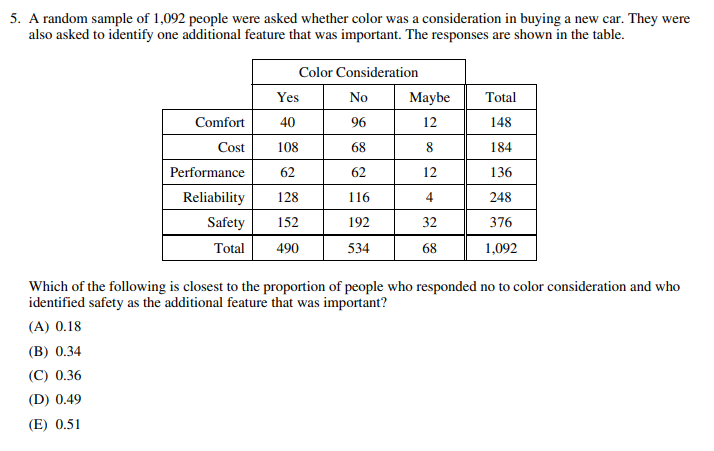 5. A random sample of 1,092 people were asked whether color was a consideration in buying a new car. They were
also asked to identify one additional feature that was important. The responses are shown in the table.
Color Consideration
Yes No Maybe Total
Comfort 40 96 12 148
Cost 108 68 8 184
Performance 62 62 12 136
Reliability 128 116 4 248
Safety 152 192 32 376
Total 490 534 68 1,092
Which of the following is closest to the proportion of people who responded no to color consideration and who
identified safety as the additional feature that was important?
(A) 0.18
(B) 0.34
(C) 0.36
(D) 0.49
(E) 0.51